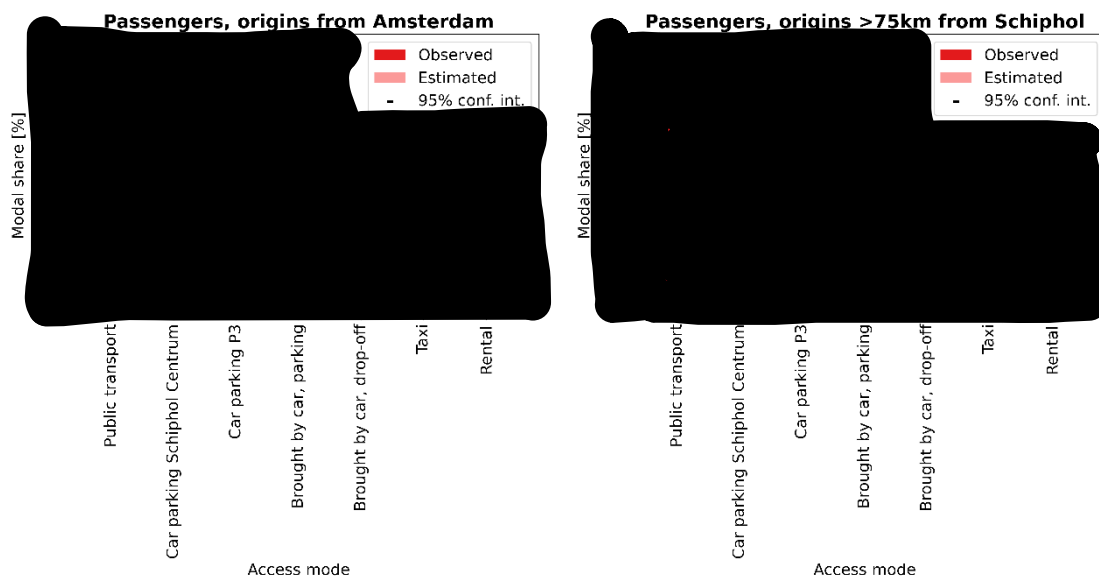 Passengers, origins from Amsterdam
Observed
Estimated
95% conf. int.
Modal share [%]
Public transport
Car parking Schiphol Centrum
Car parking P3
Brought by car, parking
Brought by car, drop-off
Taxi
Rental
Access mode
Passengers, origins >75km from Schiphol
Observed
Estimated
95% conf. int.
Modal share [%]
Public transport
Car parking Schiphol Centrum
Car parking P3
Brought by car, parking
Brought by car, drop-off
Taxi
Rental
Access mode